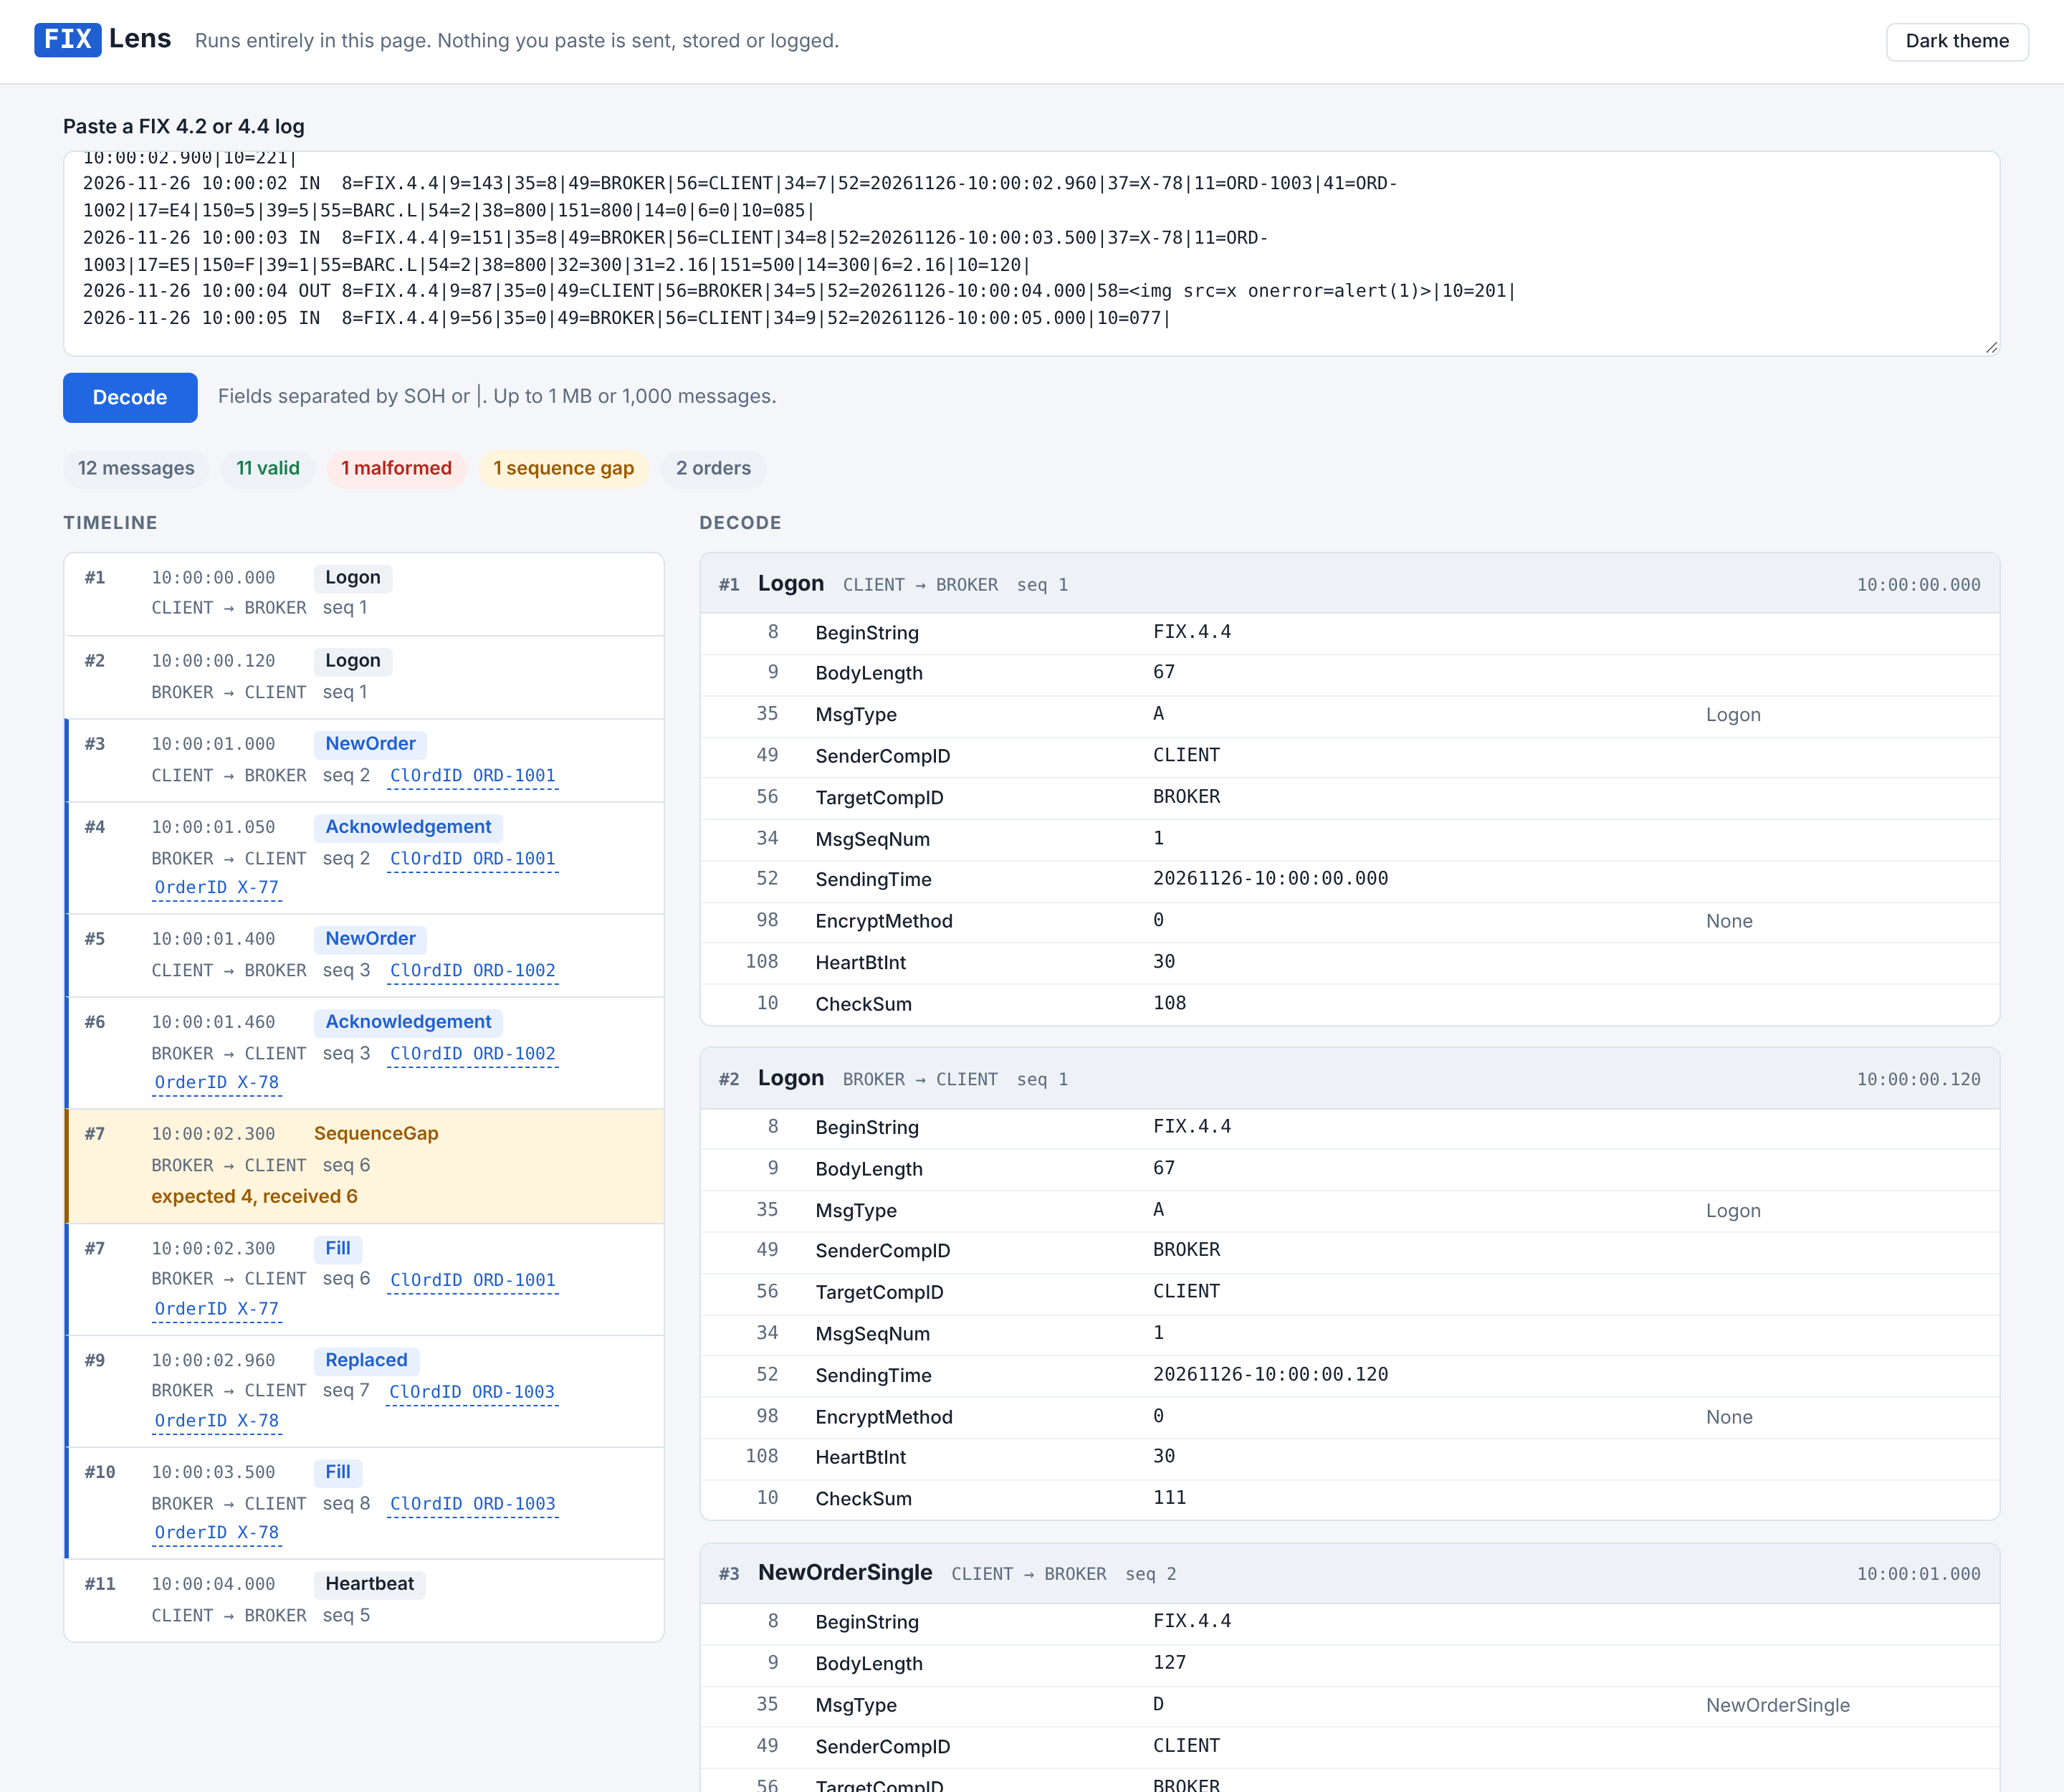 FIX Lens Runs entirely in this page. Nothing you paste is sent, stored or logged. Dark theme
Paste a FIX 4.2 or 4.4 log
10:00:02.900|10=221|
2026-11-26 10:00:02 IN  8=FIX.4.4|9=143|35=8|49=BROKER|56=CLIENT|34=7|52=20261126-10:00:02.960|37=X-78|11=ORD-1003|41=ORD-
1002|17=E4|150=5|39=5|55=BARC.L|54=2|38=800|151=800|14=0|6=0|10=085|
2026-11-26 10:00:03 IN  8=FIX.4.4|9=151|35=8|49=BROKER|56=CLIENT|34=8|52=20261126-10:00:03.500|37=X-78|11=ORD-
1003|17=E5|150=F|39=1|55=BARC.L|54=2|38=800|32=300|31=2.16|151=500|14=300|6=2.16|10=120|
2026-11-26 10:00:04 OUT 8=FIX.4.4|9=87|35=0|49=CLIENT|56=BROKER|34=5|52=20261126-10:00:04.000|58=<img src=x onerror=alert(1)>|10=201|
2026-11-26 10:00:05 IN  8=FIX.4.4|9=56|35=0|49=BROKER|56=CLIENT|34=9|52=20261126-10:00:05.000|10=077|
Decode Fields separated by SOH or |. Up to 1 MB or 1,000 messages.
12 messages 11 valid 1 malformed 1 sequence gap 2 orders
TIMELINE
#1 10:00:00.000 Logon
CLIENT → BROKER seq 1
#2 10:00:00.120 Logon
BROKER → CLIENT seq 1
#3 10:00:01.000 NewOrder
CLIENT → BROKER seq 2 ClOrdID ORD-1001
#4 10:00:01.050 Acknowledgement
BROKER → CLIENT seq 2 ClOrdID ORD-1001
OrderID X-77
#5 10:00:01.400 NewOrder
CLIENT → BROKER seq 3 ClOrdID ORD-1002
#6 10:00:01.460 Acknowledgement
BROKER → CLIENT seq 3 ClOrdID ORD-1002
OrderID X-78
#7 10:00:02.300 SequenceGap
BROKER → CLIENT seq 6
expected 4, received 6
#7 10:00:02.300 Fill
BROKER → CLIENT seq 6 ClOrdID ORD-1001
OrderID X-77
#9 10:00:02.960 Replaced
BROKER → CLIENT seq 7 ClOrdID ORD-1003
OrderID X-78
#10 10:00:03.500 Fill
BROKER → CLIENT seq 8 ClOrdID ORD-1003
OrderID X-78
#11 10:00:04.000 Heartbeat
CLIENT → BROKER seq 5
DECODE
#1 Logon CLIENT → BROKER seq 1 10:00:00.000
8 BeginString FIX.4.4
9 BodyLength 67
35 MsgType A Logon
49 SenderCompID CLIENT
56 TargetCompID BROKER
34 MsgSeqNum 1
52 SendingTime 20261126-10:00:00.000
98 EncryptMethod 0 None
108 HeartBtInt 30
10 CheckSum 108
#2 Logon BROKER → CLIENT seq 1 10:00:00.120
8 BeginString FIX.4.4
9 BodyLength 67
35 MsgType A Logon
49 SenderCompID BROKER
56 TargetCompID CLIENT
34 MsgSeqNum 1
52 SendingTime 20261126-10:00:00.120
98 EncryptMethod 0 None
108 HeartBtInt 30
10 CheckSum 111
#3 NewOrderSingle CLIENT → BROKER seq 2 10:00:01.000
8 BeginString FIX.4.4
9 BodyLength 127
35 MsgType D NewOrderSingle
49 SenderCompID CLIENT
56 TargetCompID BROKER